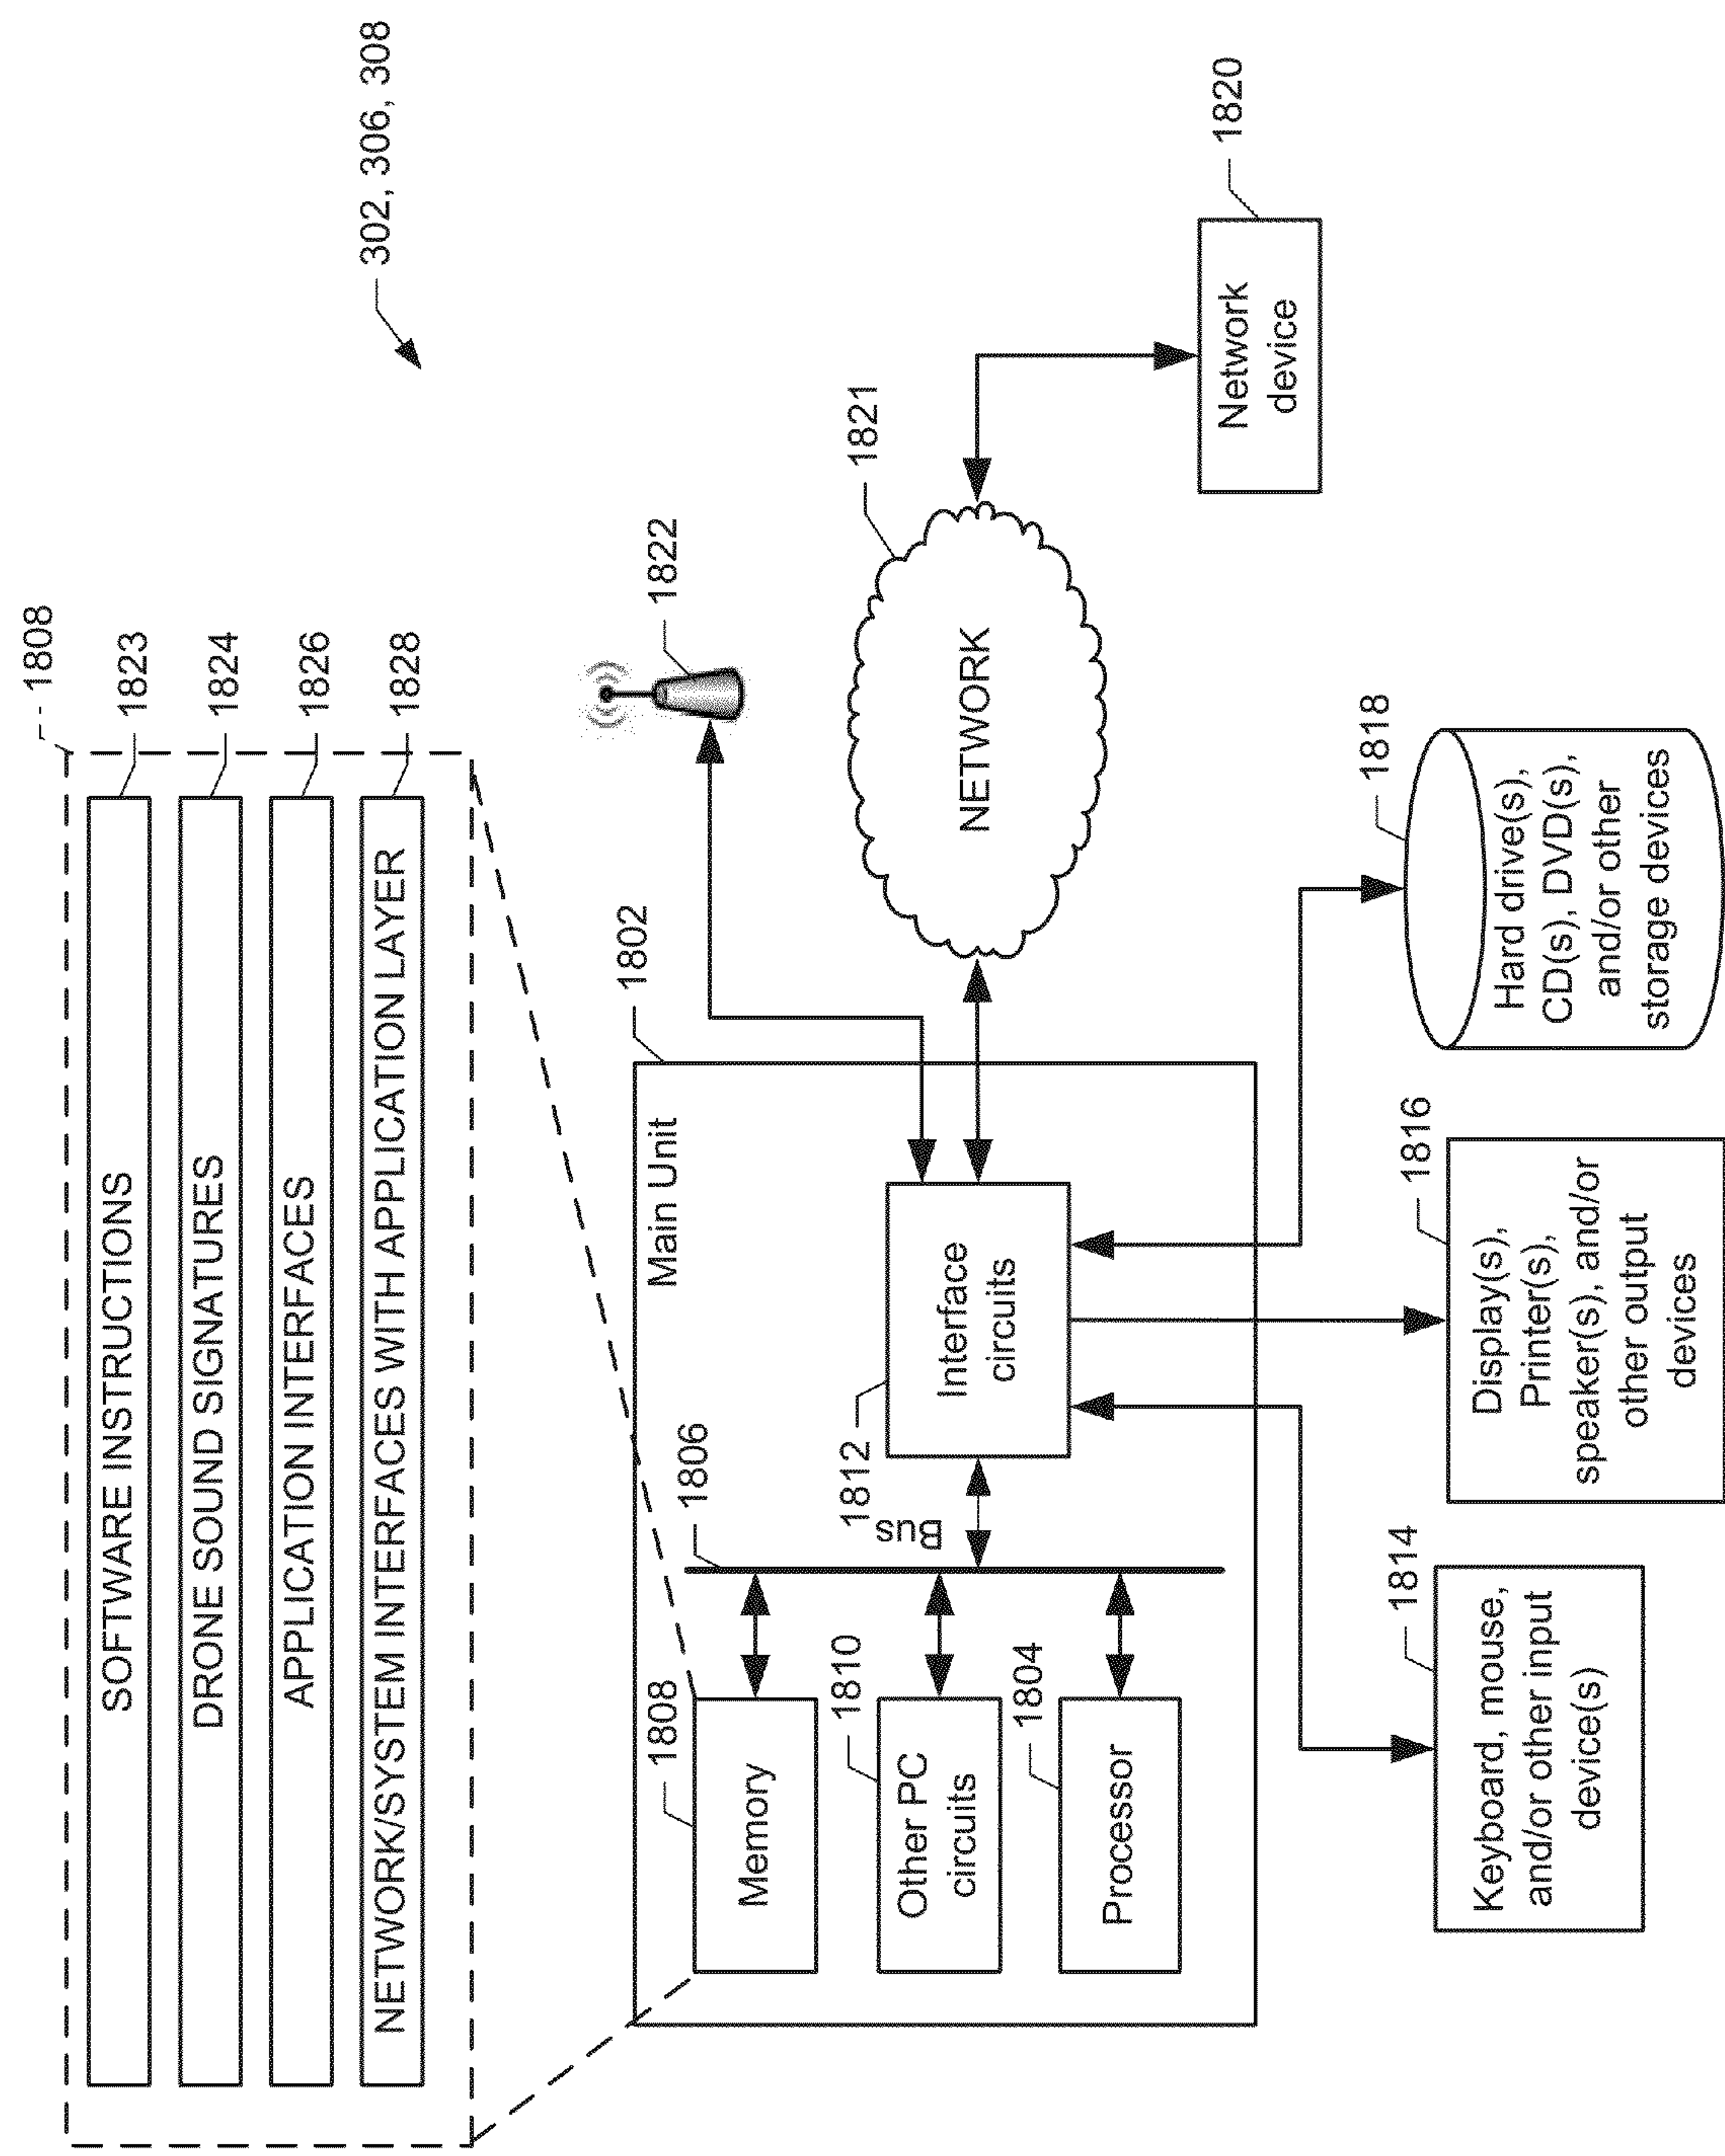 302, 306, 308
1808
SOFTWARE INSTRUCTIONS
1823
DRONE SOUND SIGNATURES
1824
APPLICATION INTERFACES
1826
NETWORK/SYSTEM INTERFACES WITH APPLICATION LAYER
1828
1822
1802
Main Unit
1808
Memory
1806
Bus
1810
Other PC
circuits
1804
Processor
1812
Interface
circuits
1821
NETWORK
1820
Network
device
1814
Keyboard, mouse,
and/or other input
device(s)
1816
Display(s),
Printer(s),
speaker(s), and/or
other output
devices
1818
Hard drive(s),
CD(s), DVD(s),
and/or other
storage devices